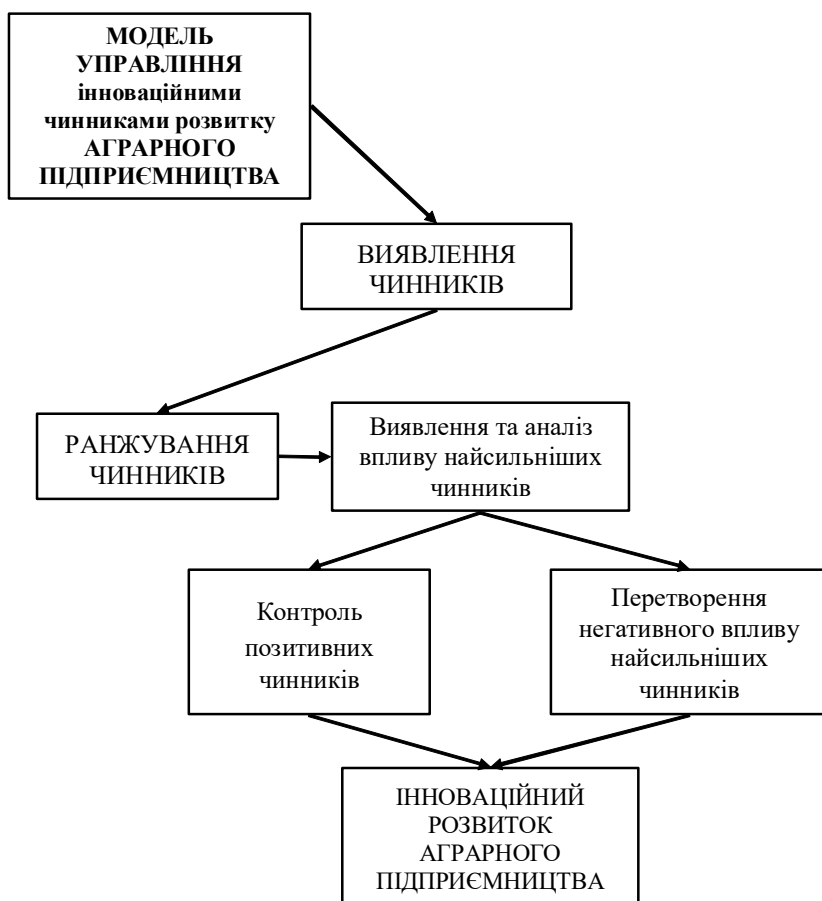 МОДЕЛЬ
УПРАВЛІННЯ
інноваційними
чинниками розвитку
АГРАРНОГО
ПІДПРИЄМНИЦТВА
ВИЯВЛЕННЯ
ЧИННИКІВ
РАНЖУВАННЯ
ЧИННИКІВ
Виявлення та аналіз
впливу найсильніших
чинників
Контроль
позитивних
чинників
Перетворення
негативного впливу
найсильніших
чинників
ІННОВАЦІЙНИЙ
РОЗВИТОК
АГРАРНОГО
ПІДПРИЄМНИЦТВА